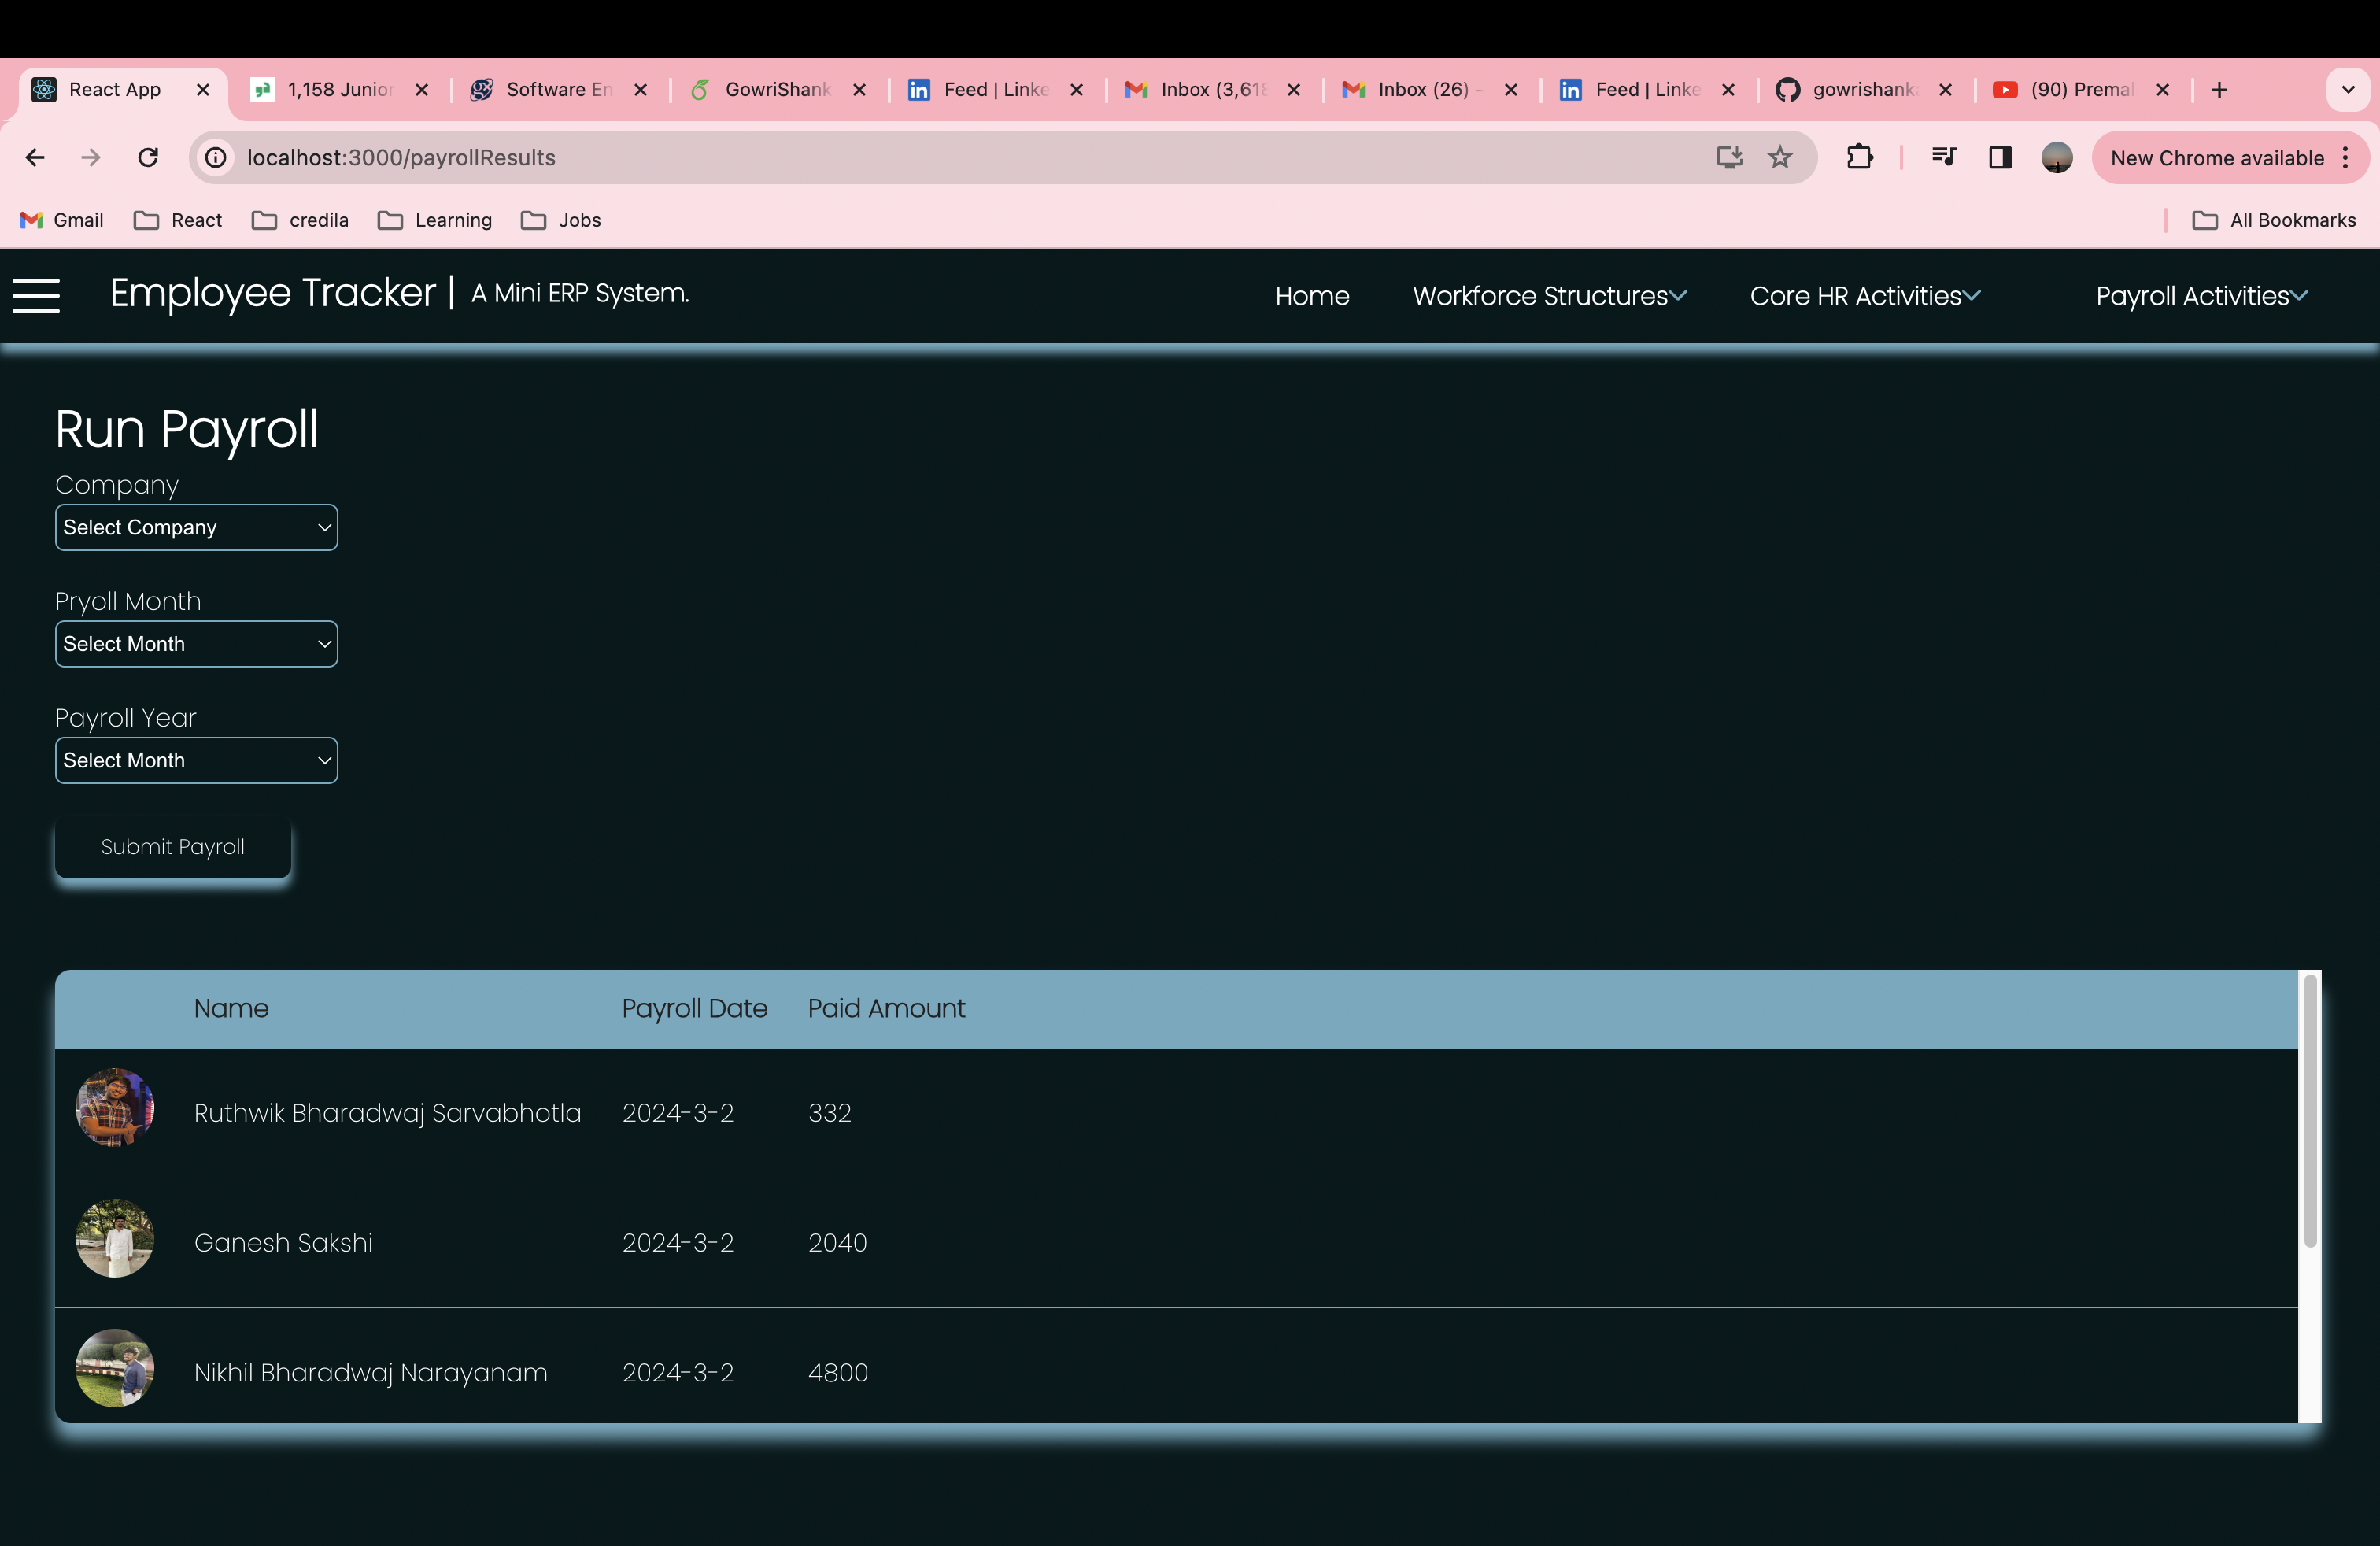 React App
1,158 Junior
Software En
GowriShank
Feed | Linke
Inbox (3,618
Inbox (26) -
Feed | Linke
gowrishank
(90) Prema
localhost:3000/payrollResults
New Chrome available
Gmail
React
credila
Learning
Jobs
All Bookmarks
Employee Tracker | A Mini ERP System.
Home
Workforce Structures
Core HR Activities
Payroll Activities
Run Payroll
Company
Select Company
Pryoll Month
Select Month
Payroll Year
Select Month
Submit Payroll
Name Payroll Date Paid Amount
Ruthwik Bharadwaj Sarvabhotla 2024-3-2 332
Ganesh Sakshi 2024-3-2 2040
Nikhil Bharadwaj Narayanam 2024-3-2 4800